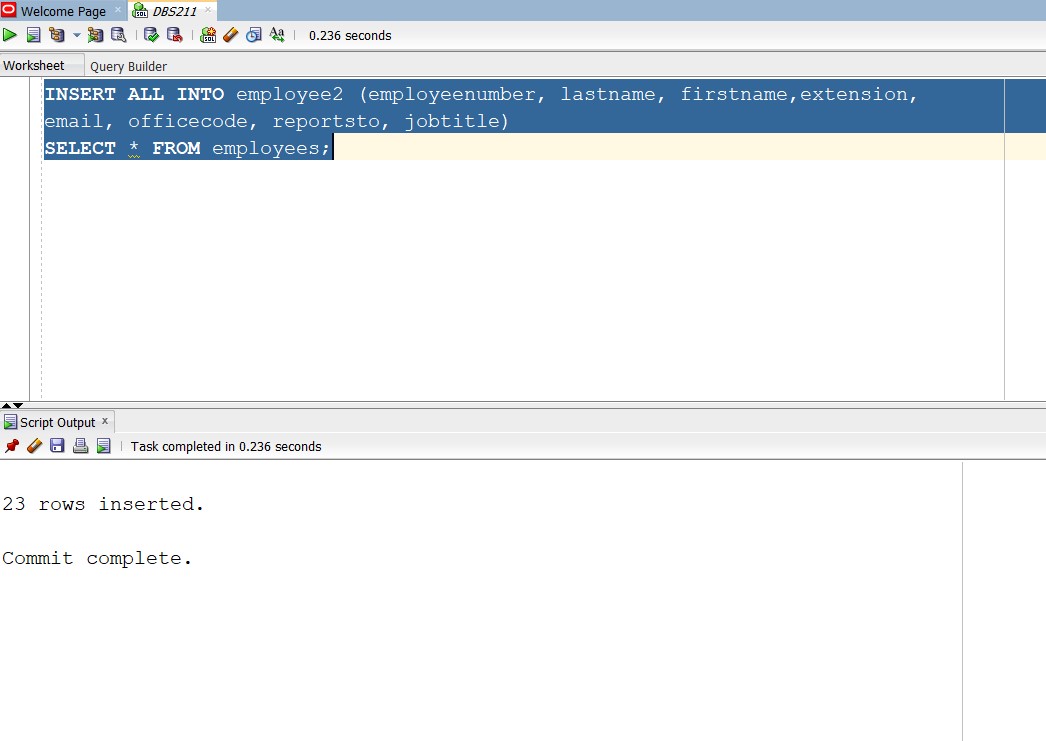 Welcome Page
DBS211
0.236 seconds
Worksheet
Query Builder
INSERT ALL INTO employee2 (employeenumber, lastname, firstname,extension,
email, officecode, reportsto, jobtitle)
SELECT * FROM employees;
Script Output
Task completed in 0.236 seconds
23 rows inserted.
Commit complete.